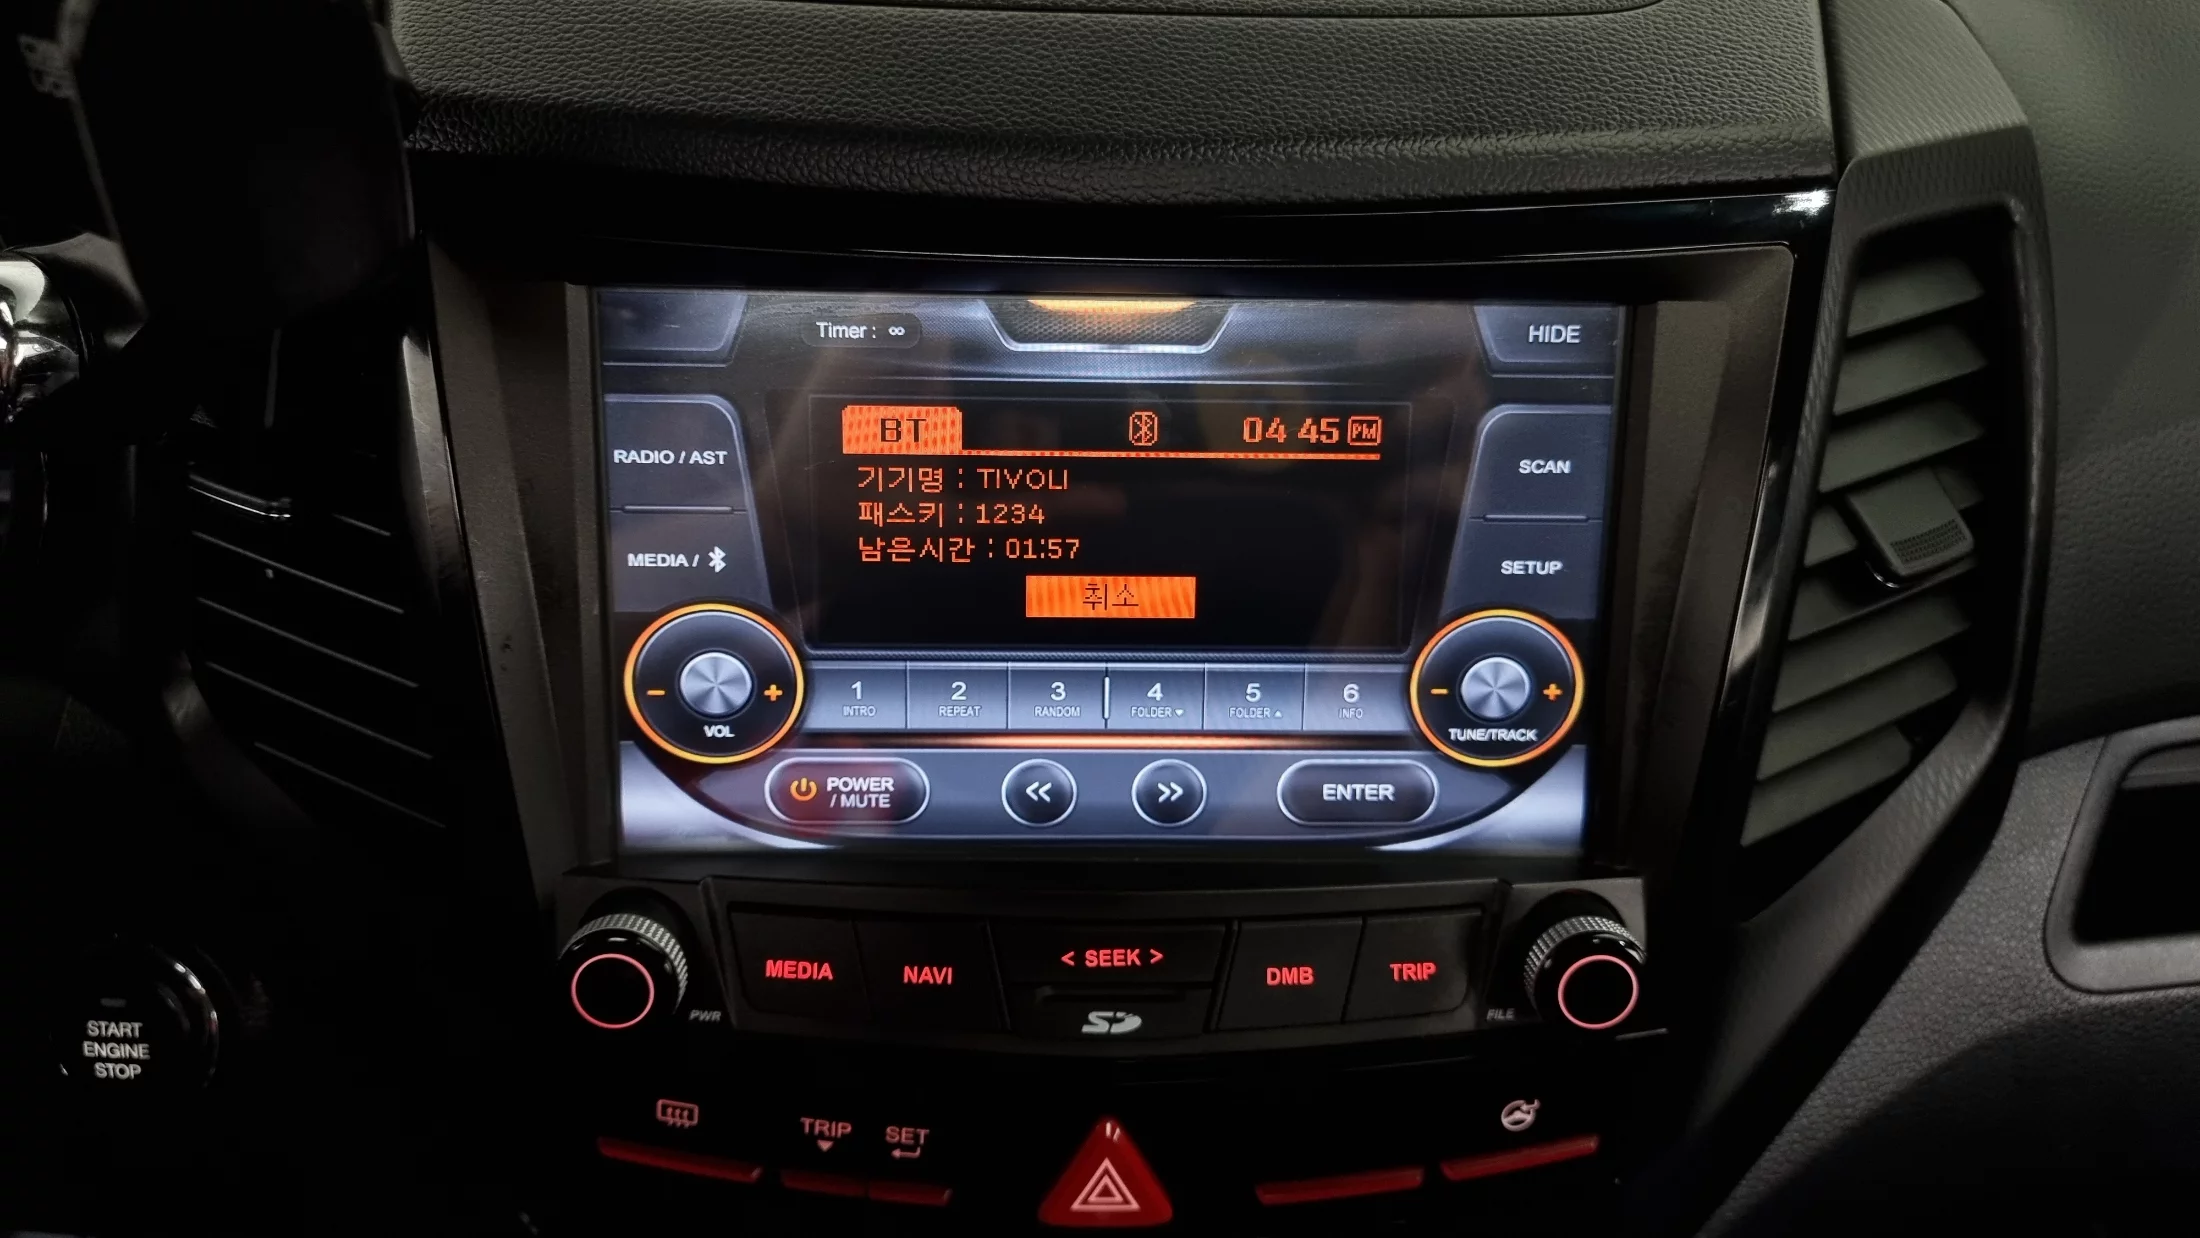 Timer : ∞
HIDE
BT
04 45 PM
기기명 : TIVOLI
패스키 : 1234
남은시간 : 01:57
취소
RADIO / AST
MEDIA /
SCAN
SETUP
- + VOL
1 INTRO
2 REPEAT
3 RANDOM
4 FOLDER ▼
5 FOLDER ▲
6 INFO
- + TUNE/TRACK
POWER
/ MUTE
<<
>>
ENTER
MEDIA
NAVI
< SEEK >
DMB
TRIP
PWR
SD
FILE
START
ENGINE
STOP
TRIP
SET